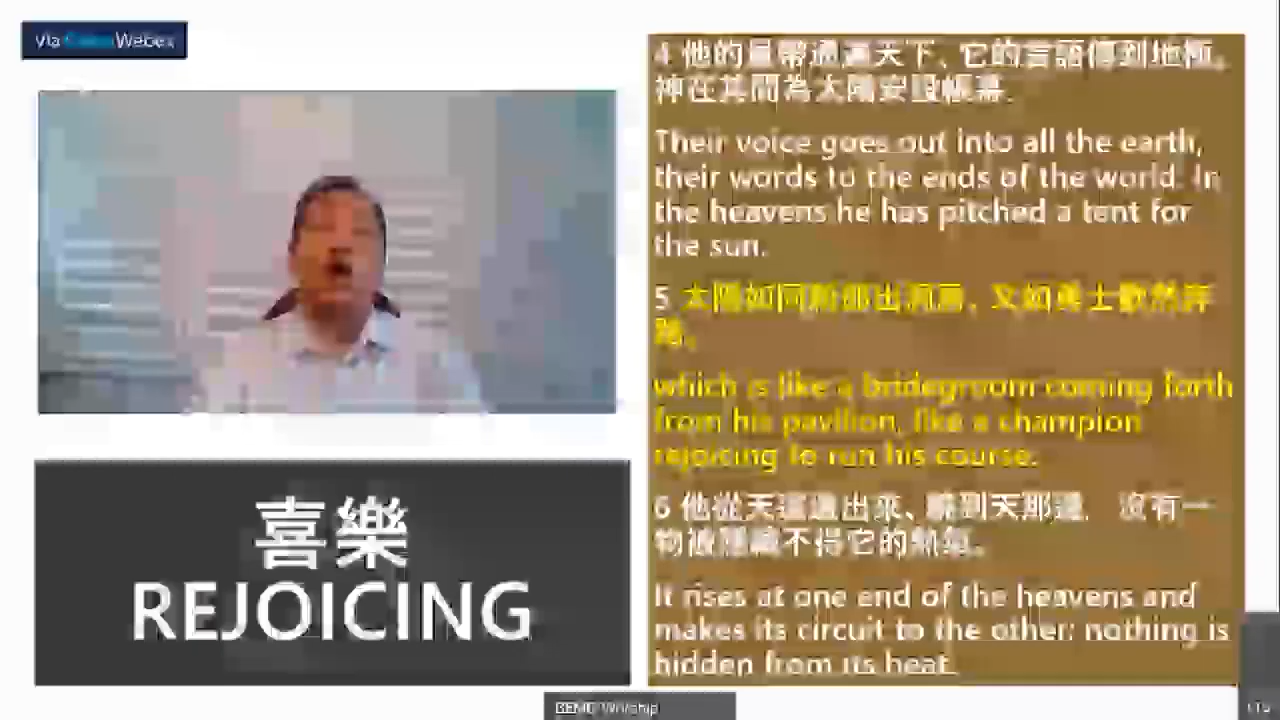 Via Cisco Webex
4 他的量帶通遍天下、它的言語傳到地極。
神在其間為太陽安設帳幕.
Their voice goes out into all the earth,
their words to the ends of the world. In
the heavens he has pitched a tent for
the sun.
5 太陽如同新郎出洞房、又如勇士歡然奔
路。
which is like a bridegroom coming forth
from his pavilion, like a champion
rejoicing to run his course.
6 他從天這邊出來、繞到天那邊. 沒有一
物被隱藏不得它的熱氣。
It rises at one end of the heavens and
makes its circuit to the other; nothing is
hidden from its heat.
喜樂
REJOICING
Worship